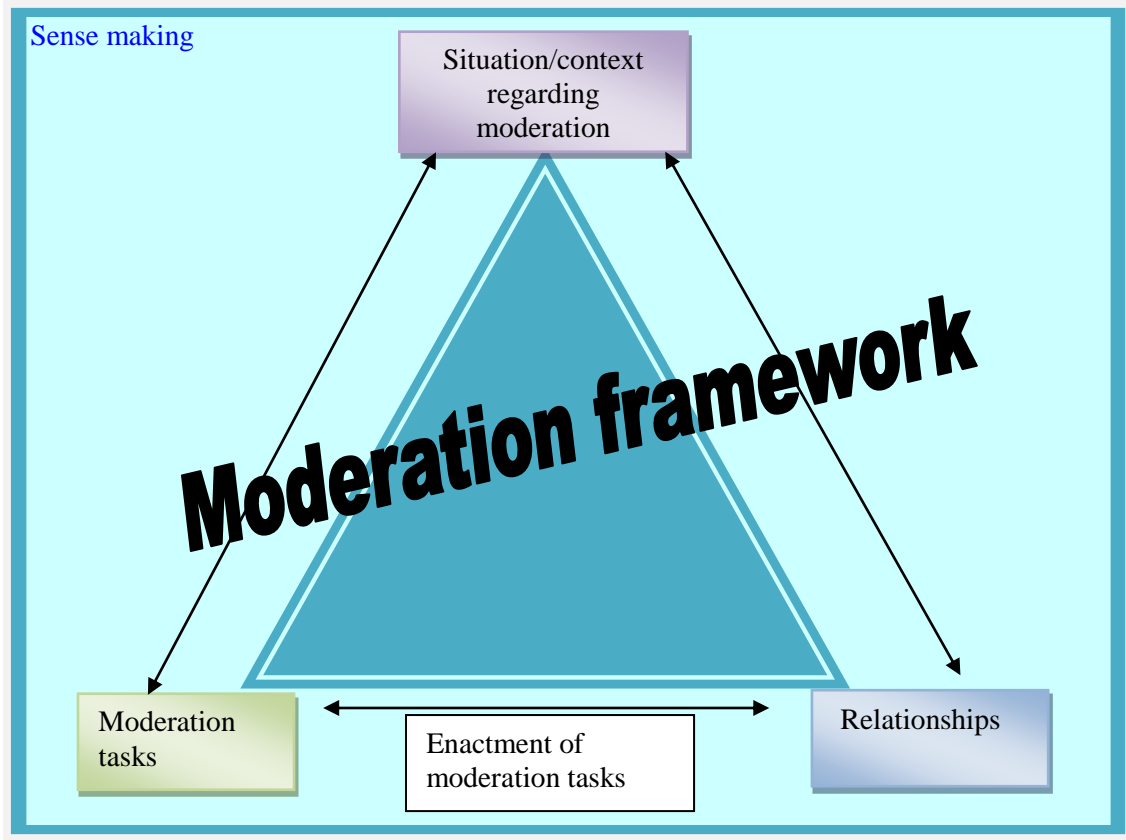 Sense making
Situation/context
regarding
moderation
Moderation framework
Moderation
tasks
Enactment of
moderation tasks
Relationships